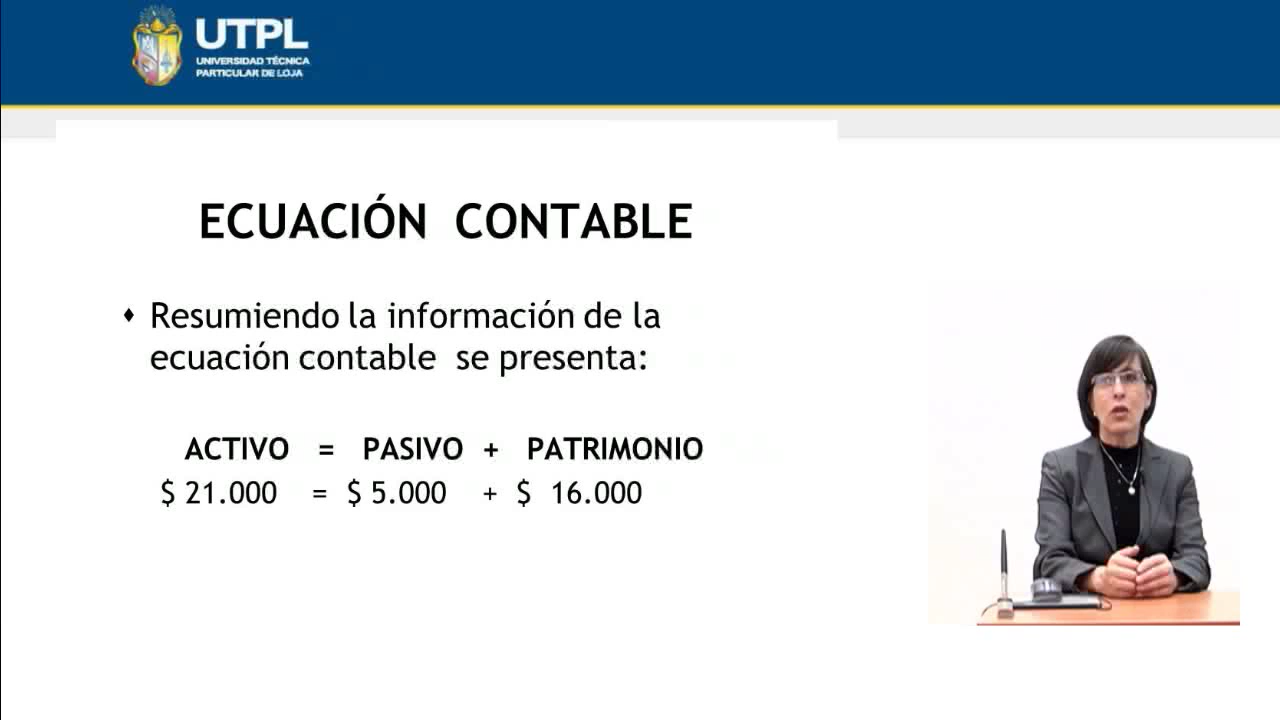 UTPL
UNIVERSIDAD TÉCNICA
PARTICULAR DE LOJA
ECUACIÓN CONTABLE
Resumiendo la información de la
ecuación contable se presenta:
ACTIVO = PASIVO + PATRIMONIO
$ 21.000 = $ 5.000 + $ 16.000